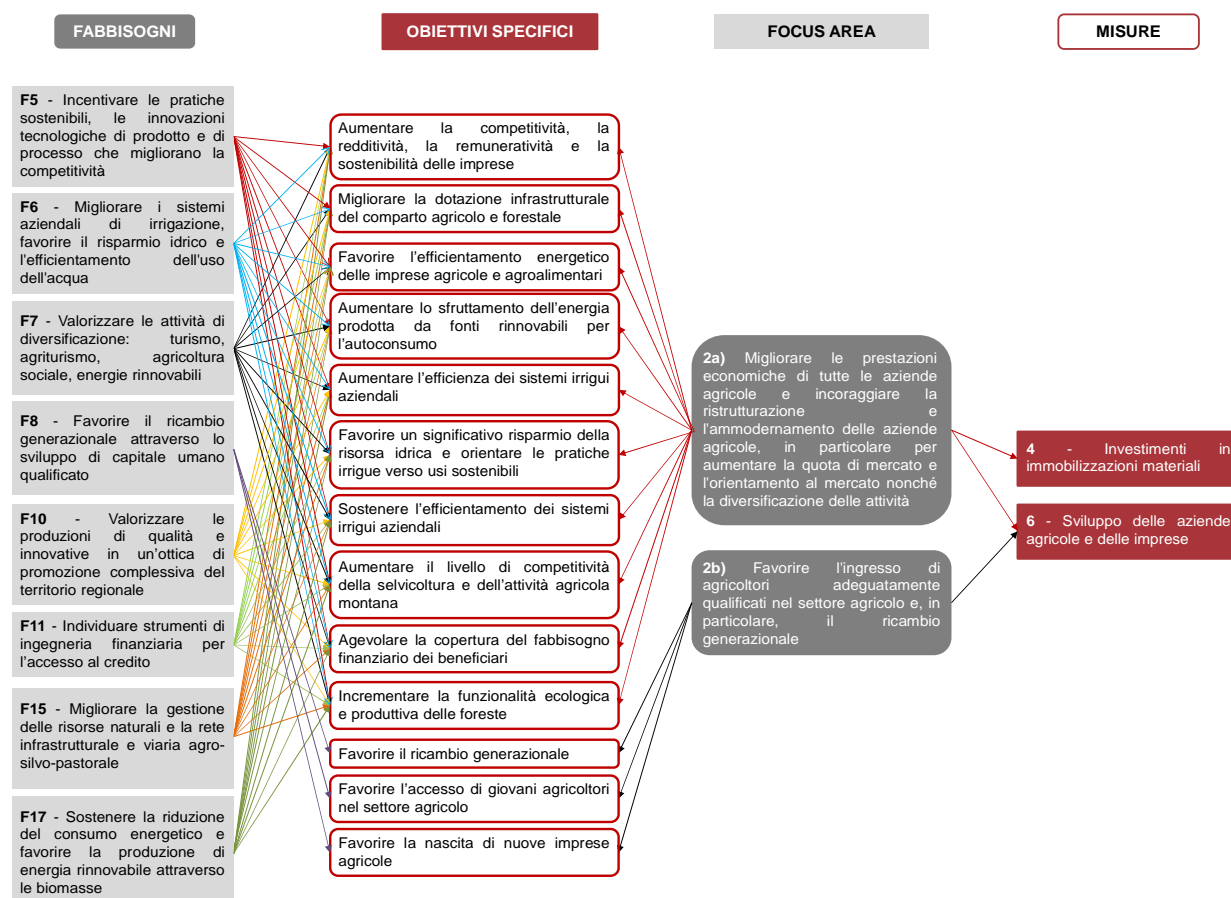 FABBISOGNI
OBIETTIVI SPECIFICI
FOCUS AREA
MISURE
F5 - Incentivare le pratiche
sostenibili, le innovazioni
tecnologiche di prodotto e di
processo che migliorano la
competitività
F6 - Migliorare i sistemi
aziendali di irrigazione,
favorire il risparmio idrico e
l'efficientamento dell'uso
dell'acqua
F7 - Valorizzare le attività di
diversificazione: turismo,
agriturismo, agricoltura
sociale, energie rinnovabili
F8 - Favorire il ricambio
generazionale attraverso lo
sviluppo di capitale umano
qualificato
F10 - Valorizzare le
produzioni di qualità e
innovative in un'ottica di
promozione complessiva del
territorio regionale
F11 - Individuare strumenti di
ingegneria finanziaria per
l'accesso al credito
F15 - Migliorare la gestione
delle risorse naturali e la rete
infrastrutturale e viaria agro-
silvo-pastorale
F17 - Sostenere la riduzione
del consumo energetico e
favorire la produzione di
energia rinnovabile attraverso
le biomasse
Aumentare la competitività, la
redditività, la remuneratività e la
sostenibilità delle imprese
Migliorare la dotazione infrastrutturale
del comparto agricolo e forestale
Favorire l'efficientamento energetico
delle imprese agricole e agroalimentari
Aumentare lo sfruttamento dell'energia
prodotta da fonti rinnovabili per
l'autoconsumo
Aumentare l'efficienza dei sistemi irrigui
aziendali
Favorire un significativo risparmio della
risorsa idrica e orientare le pratiche
irrigue verso usi sostenibili
Sostenere l'efficientamento dei sistemi
irrigui aziendali
Aumentare il livello di competitività
della selvicoltura e dell'attività agricola
montana
Agevolare la copertura del fabbisogno
finanziario dei beneficiari
Incrementare la funzionalità ecologica
e produttiva delle foreste
Favorire il ricambio generazionale
Favorire l'accesso di giovani agricoltori
nel settore agricolo
Favorire la nascita di nuove imprese
agricole
2a) Migliorare le prestazioni
economiche di tutte le aziende
agricole e incoraggiare la
ristrutturazione e
l'ammodernamento delle aziende
agricole, in particolare per
aumentare la quota di mercato e
l'orientamento al mercato nonché
la diversificazione delle attività
2b) Favorire l'ingresso di
agricoltori adeguatamente
qualificati nel settore agricolo e, in
particolare, il ricambio
generazionale
4 - Investimenti in
immobilizzazioni materiali
6 - Sviluppo delle aziende
agricole e delle imprese